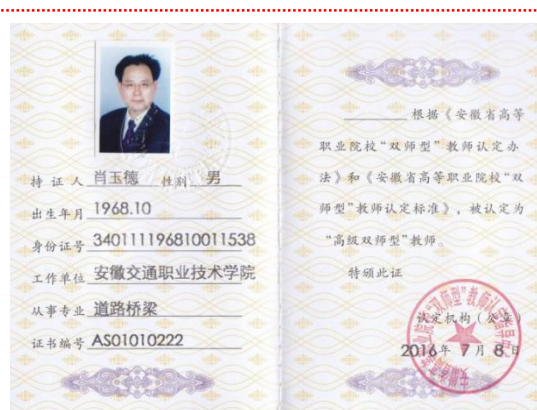 持 证 人 肖玉德 性别 男
出生年月 1968.10
身份证号 340111196810011538
工作单位 安徽交通职业技术学院
从事专业 道路桥梁
证书编号 AS01010222
根据《安徽省高等
职业院校“双师型”教师认定办
法》和《安徽省高等职业院校“双
师型”教师认定标准》，被认定为
“高级双师型”教师。
特颁此证
认定机构（公章）
2016年 7 月 8 日